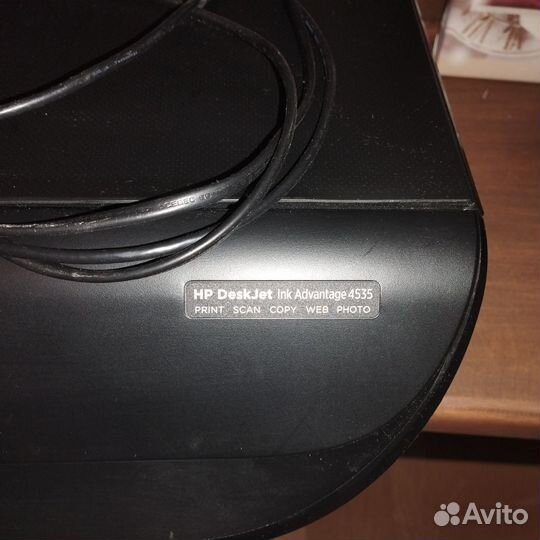 HP DeskJet Ink Advantage 4535
PRINT SCAN COPY WEB PHOTO
Avito